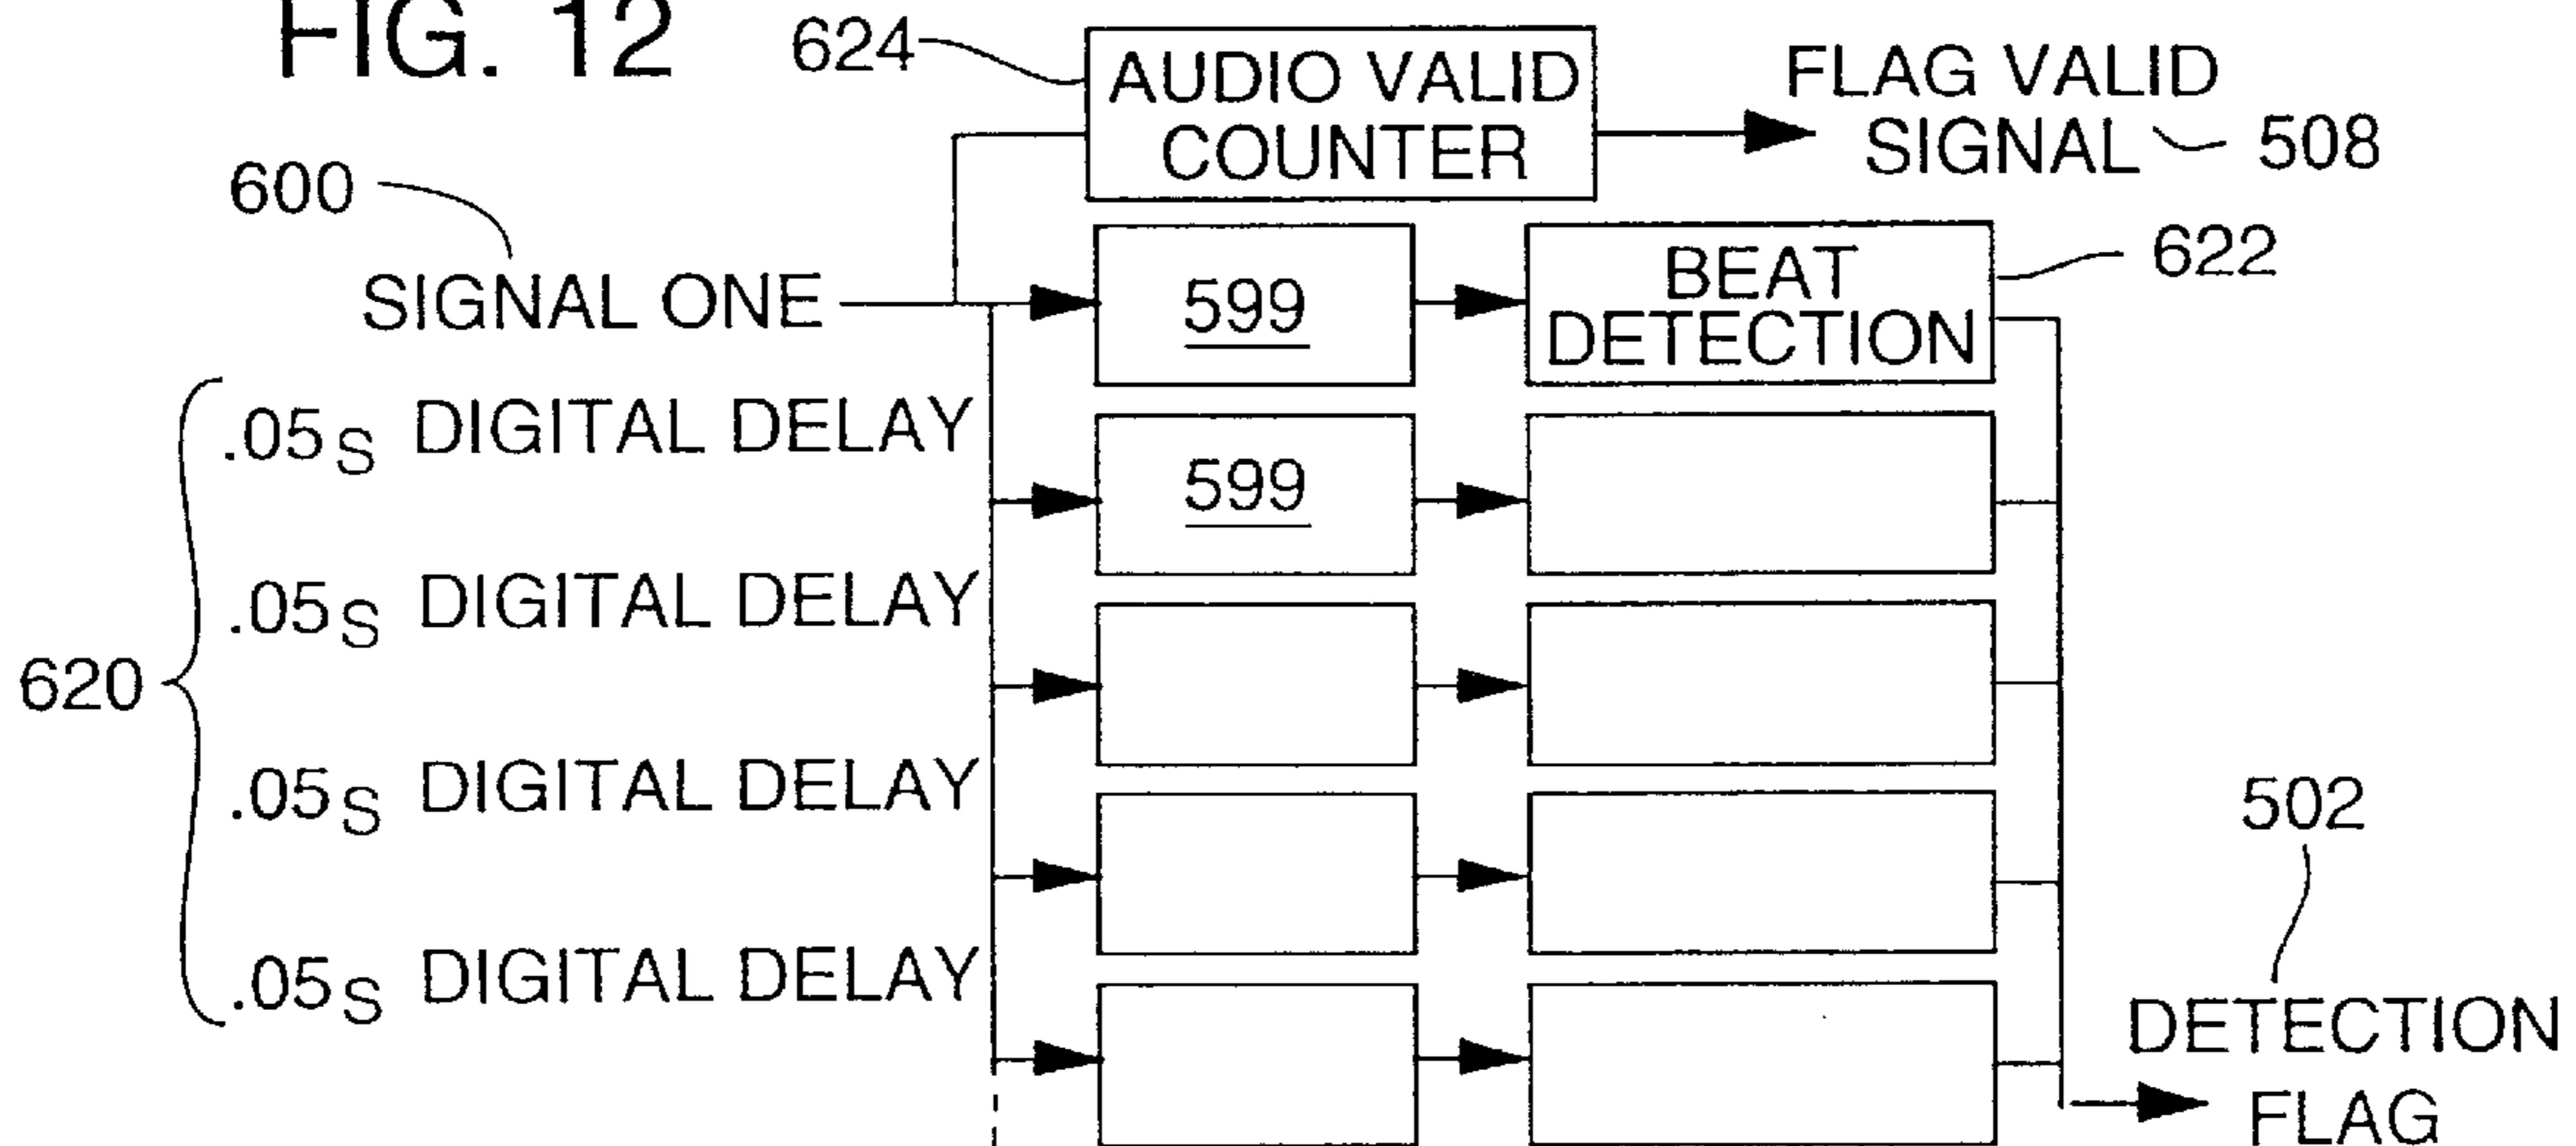 FIG. 12
624
AUDIO VALID
COUNTER
FLAG VALID
SIGNAL
508
600
SIGNAL ONE
599
BEAT
DETECTION
622
.05S DIGITAL DELAY
599
.05S DIGITAL DELAY
620
.05S DIGITAL DELAY
502
.05S DIGITAL DELAY
DETECTION
FLAG